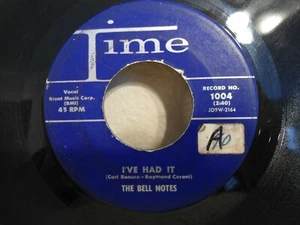 Time
RECORD NO.
1004
(2:40)
JO9W-2164
Vocal
Brent Music Corp.
(BMI)
45 RPM
I'VE HAD IT
(Carl Bonura - Raymond Ceroni)
THE BELL NOTES